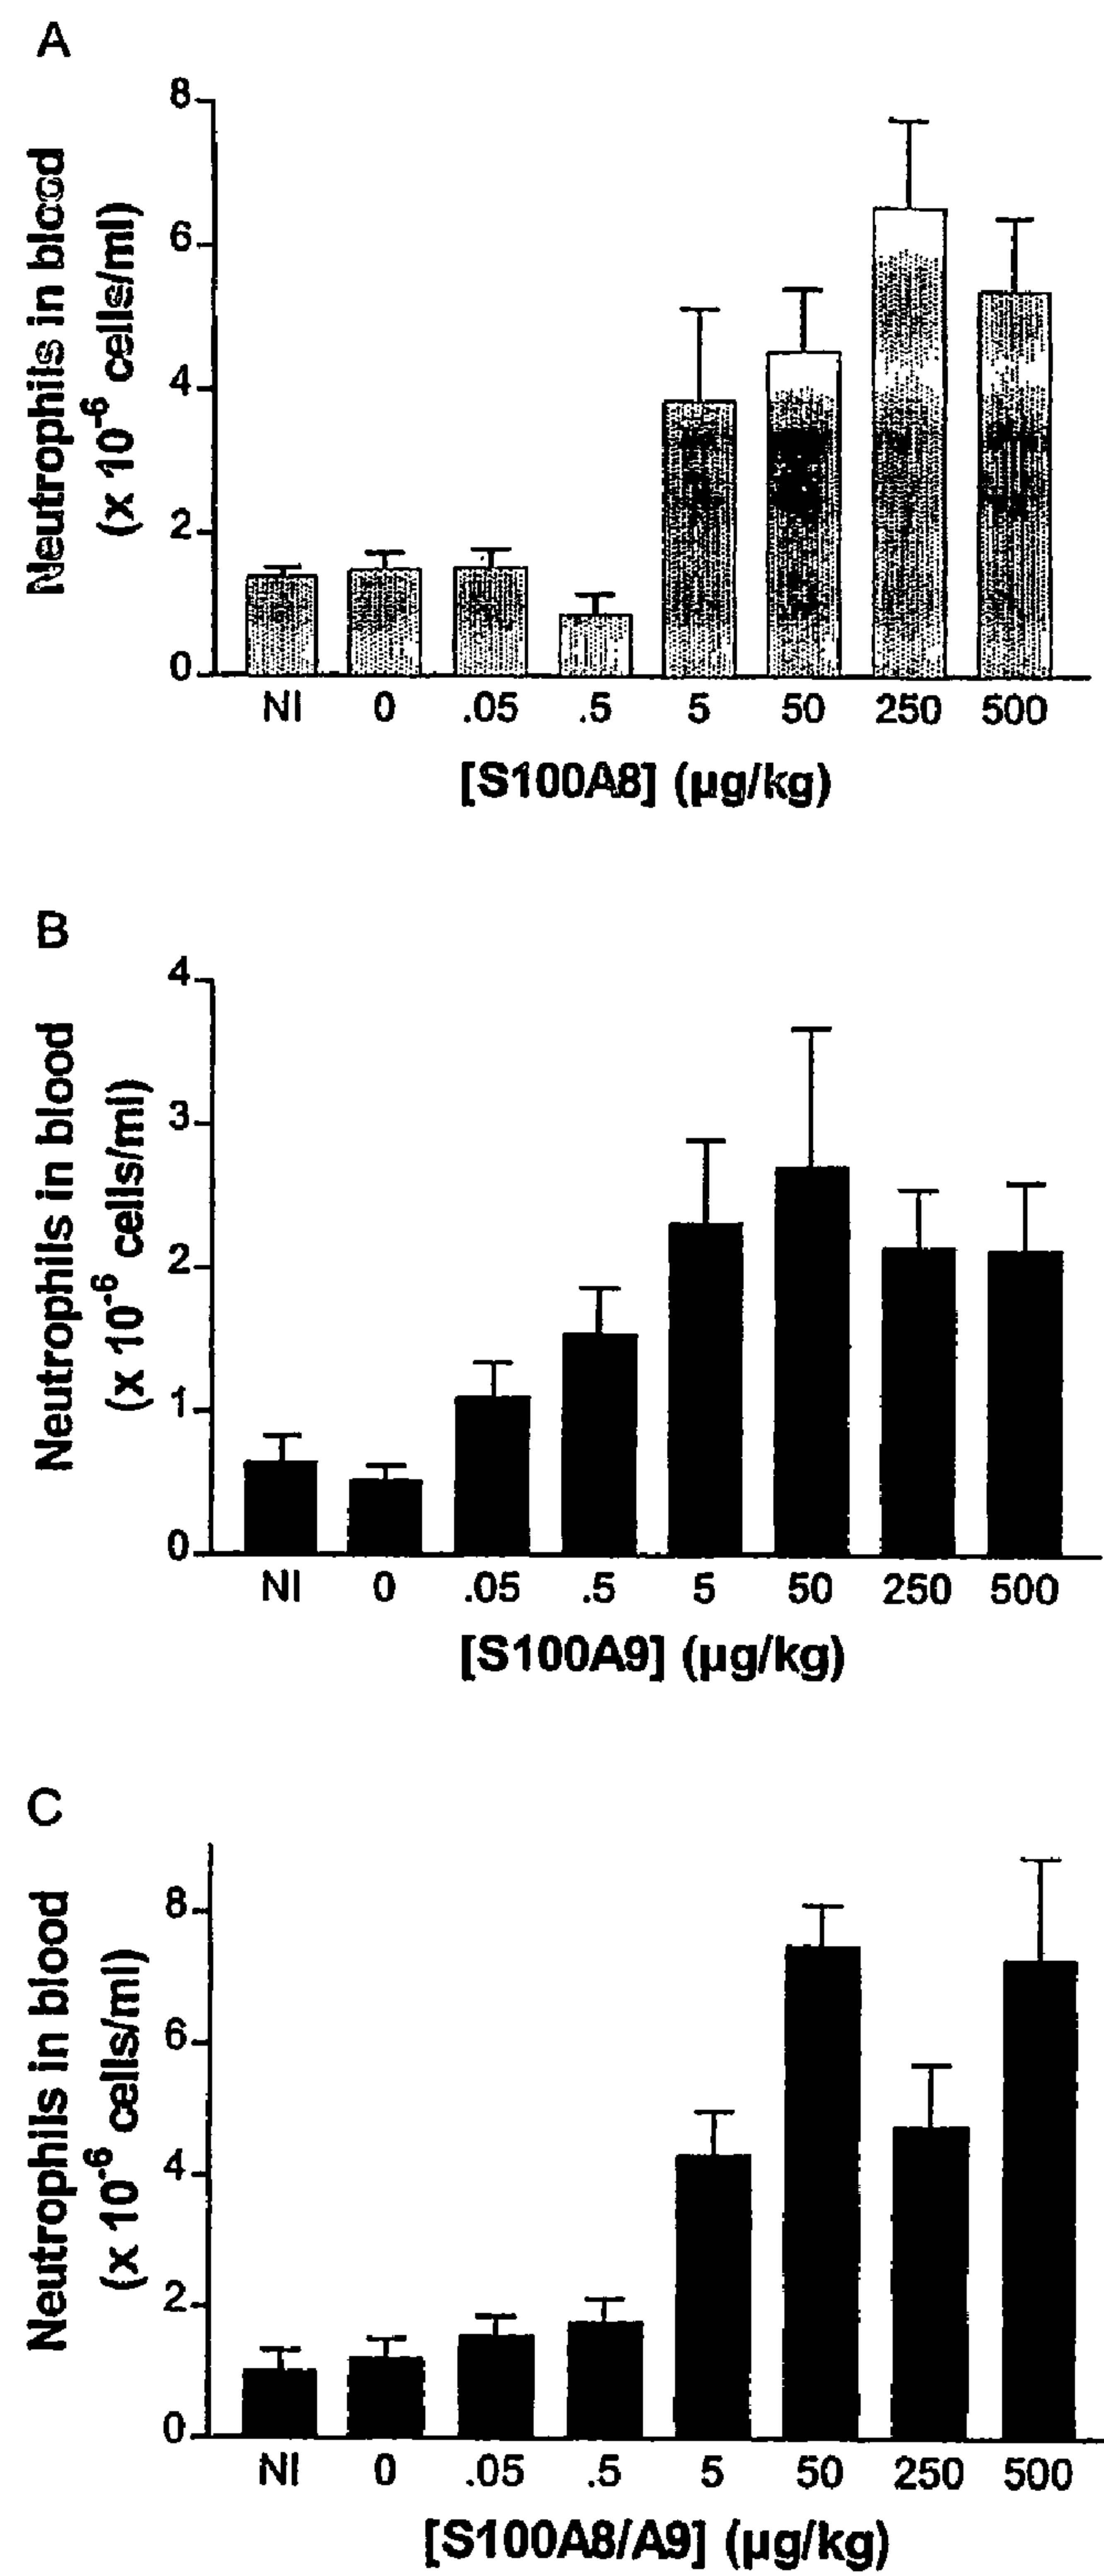 A
Neutrophils in blood
(x 10⁻⁶ cells/ml)
8
6
4
2
0
NI 0 .05 .5 5 50 250 500
[S100A8] (µg/kg)
B
Neutrophils in blood
(x 10⁻⁶ cells/ml)
4
3
2
1
0
NI 0 .05 .5 5 50 250 500
[S100A9] (µg/kg)
C
Neutrophils in blood
(x 10⁻⁶ cells/ml)
8
6
4
2
0
NI 0 .05 .5 5 50 250 500
[S100A8/A9] (µg/kg)